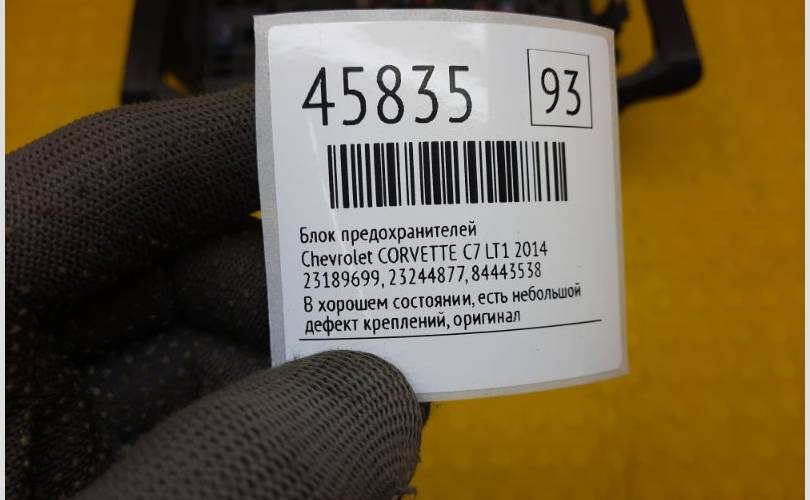 45835
93
Блок предохранителей
Chevrolet CORVETTE C7 LT1 2014
23189699, 23244877, 84443538
В хорошем состоянии, есть небольшой
дефект креплений, оригинал